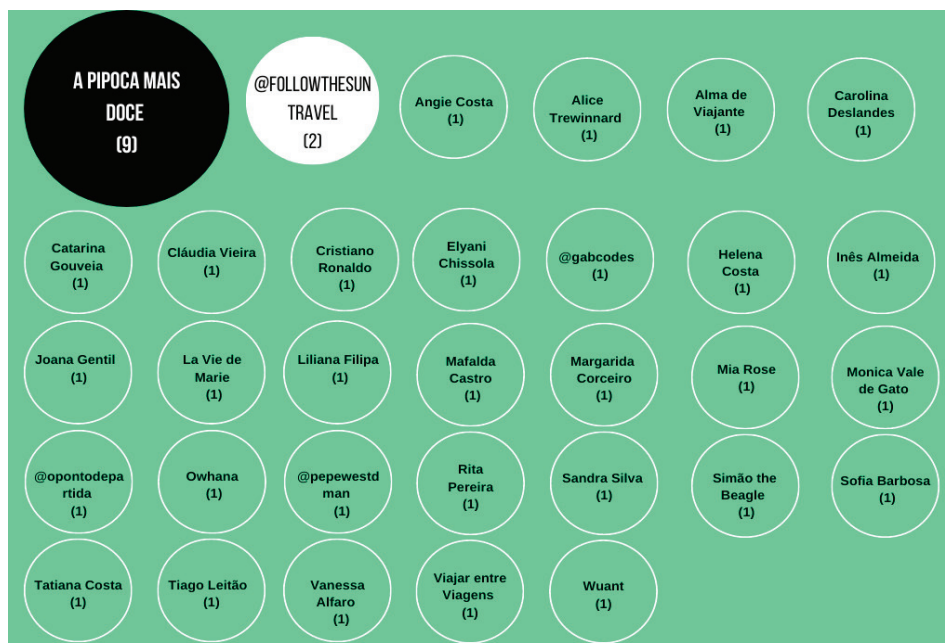 A PIPOCA MAIS
DOCE
(9)
@FOLLOWTHESUN
TRAVEL
(2)
Angie Costa
(1)
Alice
Trewinnard
(1)
Alma de
Viajante
(1)
Carolina
Deslandes
(1)
Catarina
Gouveia
(1)
Cláudia Vieira
(1)
Cristiano
Ronaldo
(1)
Elyani
Chissola
(1)
@gabcodes
(1)
Helena
Costa
(1)
Inês Almeida
(1)
Joana Gentil
(1)
La Vie de
Marie
(1)
Liliana Filipa
(1)
Mafalda
Castro
(1)
Margarida
Corceiro
(1)
Mia Rose
(1)
Monica Vale
de Gato
(1)
@opontodepa
rtida
(1)
Owhana
(1)
@pepewestd
man
(1)
Rita
Pereira
(1)
Sandra Silva
(1)
Simão the
Beagle
(1)
Sofia Barbosa
(1)
Tatiana Costa
(1)
Tiago Leitão
(1)
Vanessa
Alfaro
(1)
Viajar entre
Viagens
(1)
Wuant
(1)